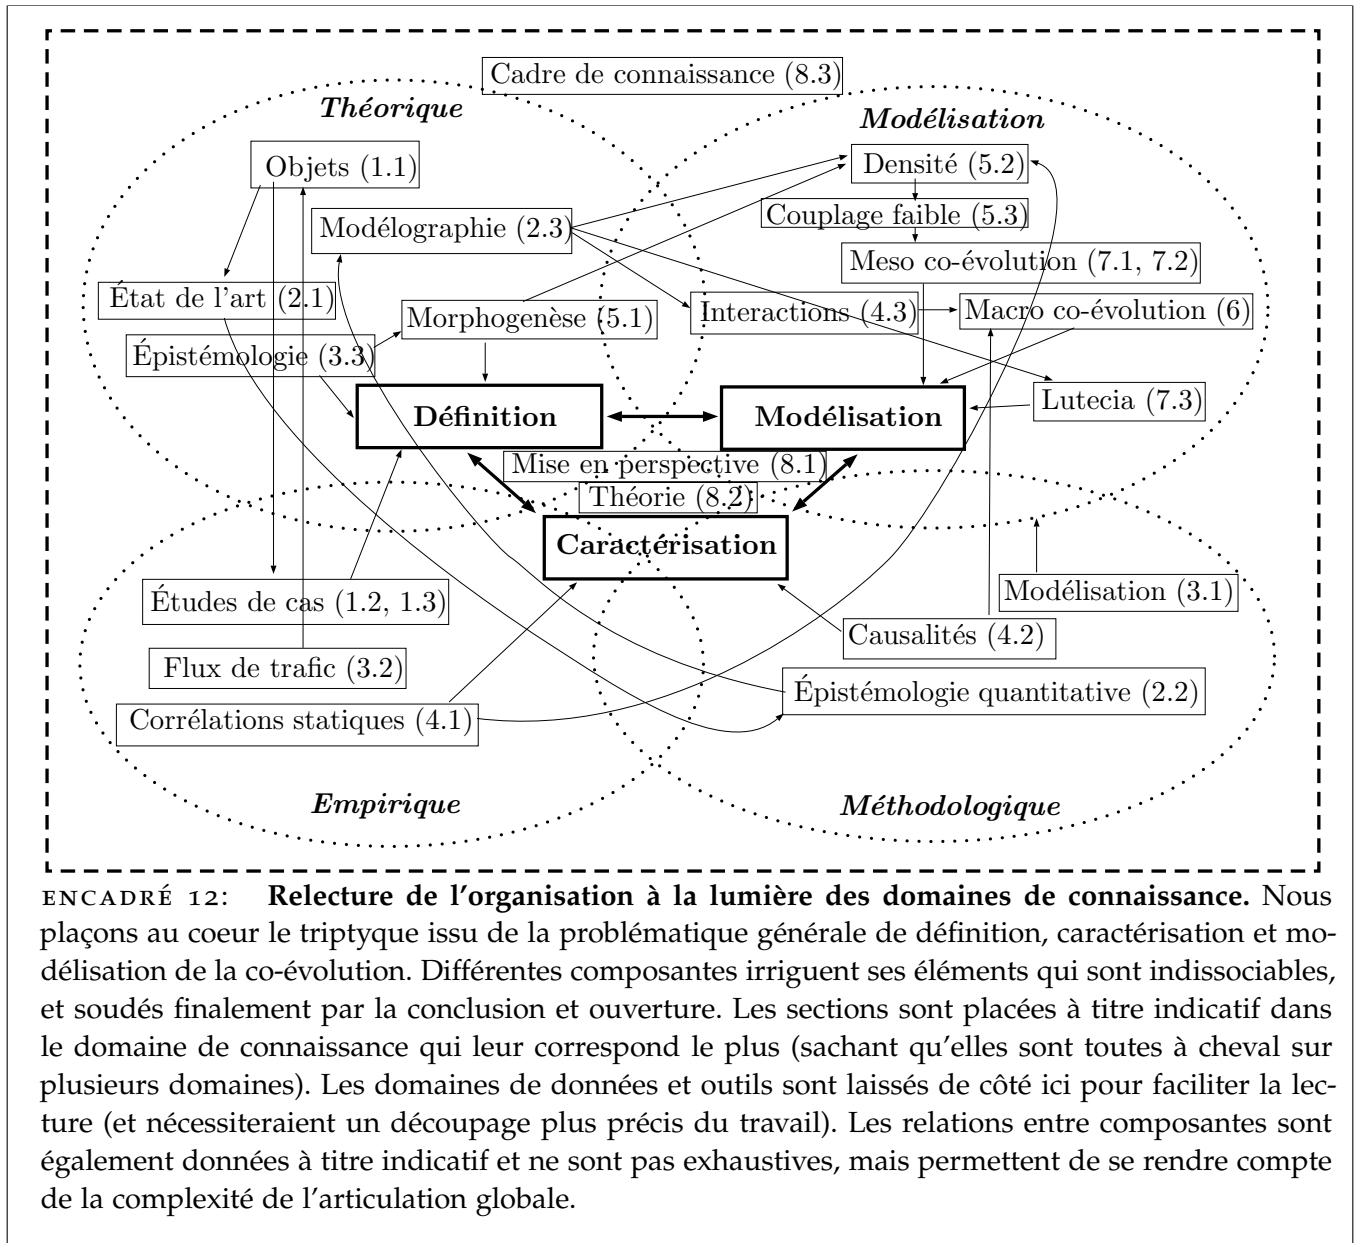 Cadre de connaissance (8.3)
Théorique
Modélisation
Objets (1.1)
Densité (5.2)
Modélographie (2.3)
Couplage faible (5.3)
Meso co-évolution (7.1, 7.2)
État de l'art (2.1)
Morphogenèse (5.1)
Interactions (4.3)
Macro co-évolution (6)
Épistémologie (3.3)
Définition
Modélisation
Lutecia (7.3)
Mise en perspective (8.1)
Théorie (8.2)
Caractérisation
Études de cas (1.2, 1.3)
Modélisation (3.1)
Causalités (4.2)
Flux de trafic (3.2)
Épistémologie quantitative (2.2)
Corrélations statiques (4.1)
Empirique
Méthodologique
ENCADRÉ 12: Relecture de l'organisation à la lumière des domaines de connaissance. Nous
plaçons au coeur le triptyque issu de la problématique générale de définition, caractérisation et mo-
délisation de la co-évolution. Différentes composantes irriguent ses éléments qui sont indissociables,
et soudés finalement par la conclusion et ouverture. Les sections sont placées à titre indicatif dans
le domaine de connaissance qui leur correspond le plus (sachant qu'elles sont toutes à cheval sur
plusieurs domaines). Les domaines de données et outils sont laissés de côté ici pour faciliter la lec-
ture (et nécessiteraient un découpage plus précis du travail). Les relations entre composantes sont
également données à titre indicatif et ne sont pas exhaustives, mais permettent de se rendre compte
de la complexité de l'articulation globale.